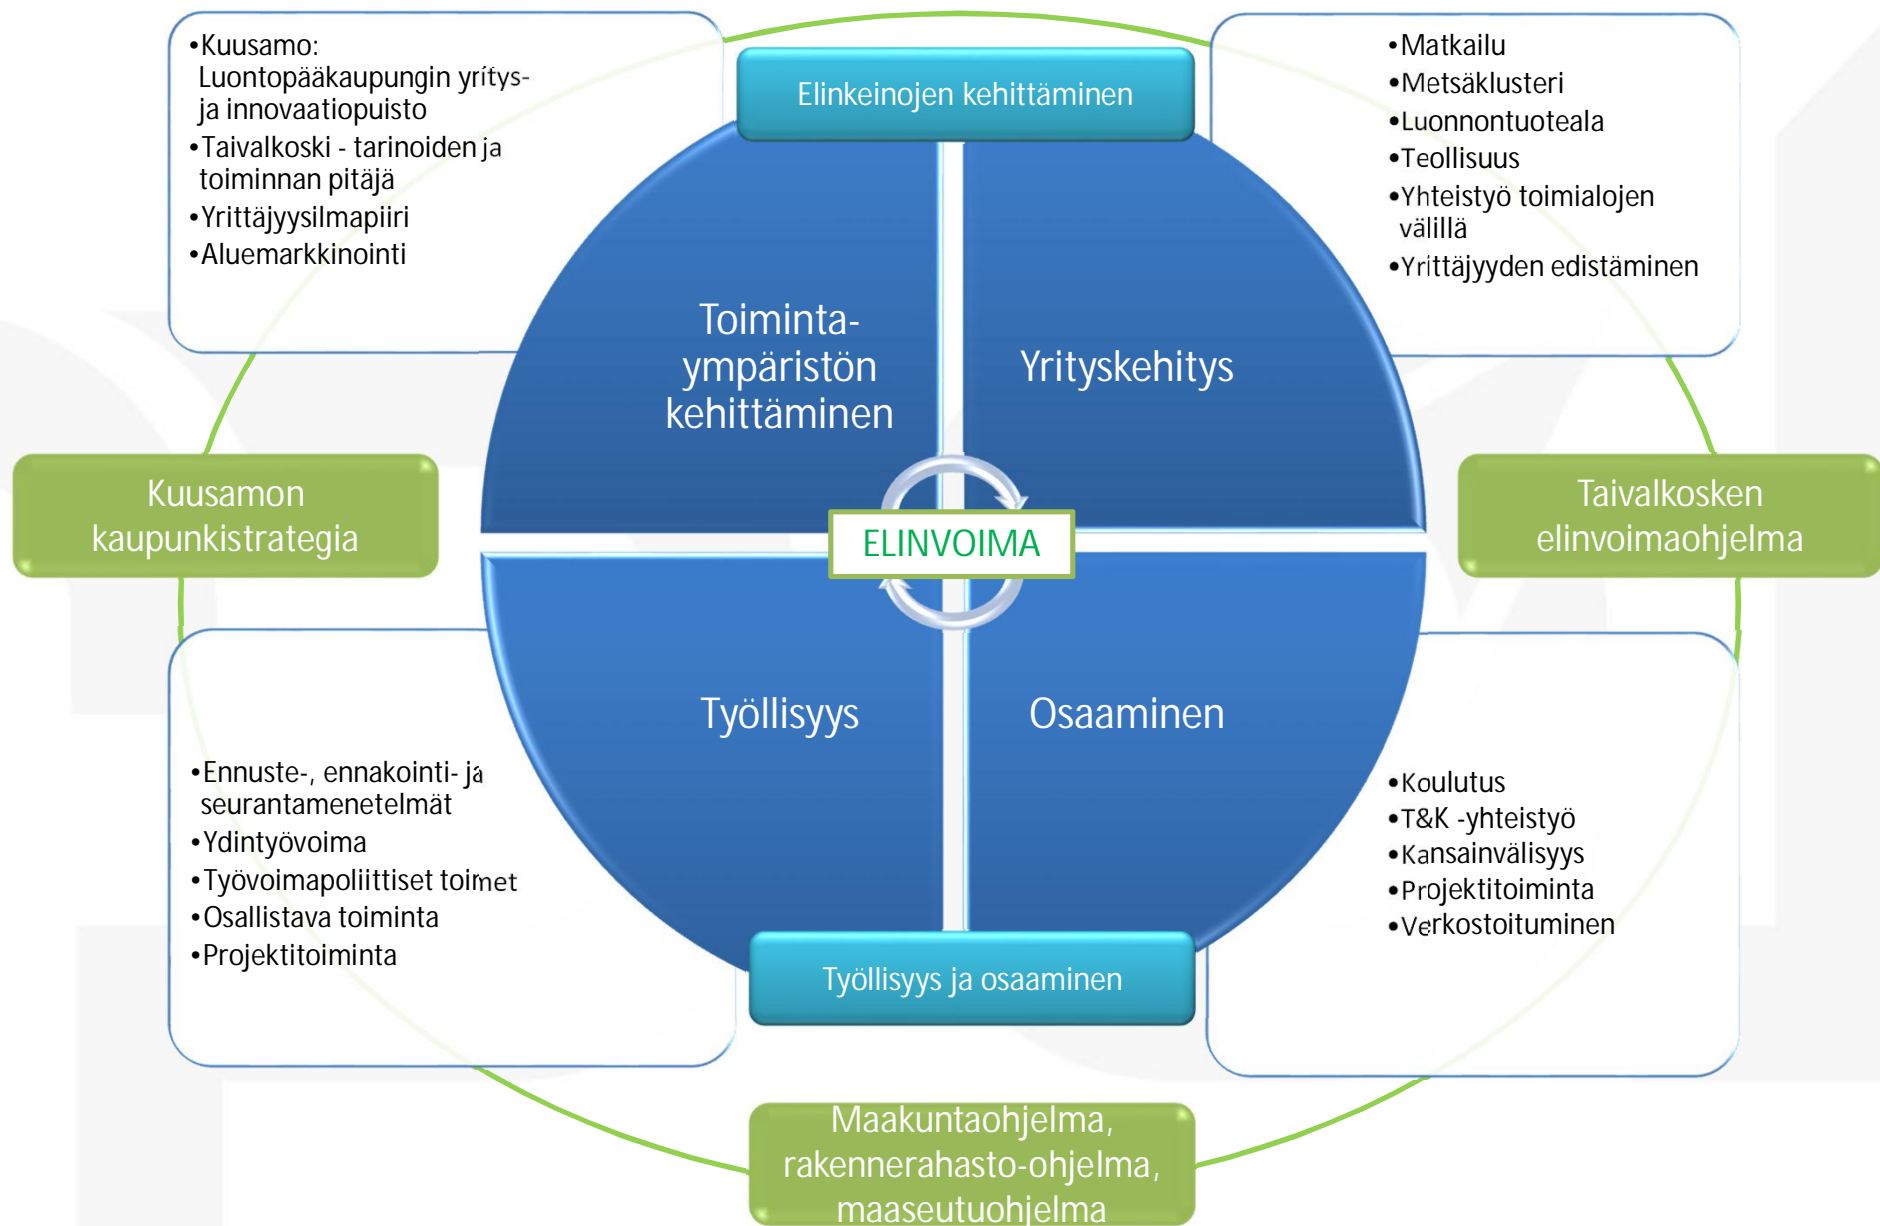 •Kuusamo:
Luontopääkaupungin yritys-
ja innovaatiopuisto
•Taivalkoski - tarinoiden ja
toiminnan pitäjä
•Yrittäjyysilmapiiri
•Aluemarkkinointi
Elinkeinojen kehittäminen
•Matkailu
•Metsäklusteri
•Luonnontuoteala
•Teollisuus
•Yhteistyö toimialojen
välillä
•Yrittäjyyden edistäminen
Toiminta-
ympäristön
kehittäminen
Yrityskehitys
Kuusamon
kaupunkistrategia
ELINVOIMA
Taivalkosken
elinvoimaohjelma
Työllisyys
Osaaminen
•Ennuste-, ennakointi- ja
seurantamenetelmät
•Ydintyövoima
•Työvoimapoliittiset toimet
•Osallistava toiminta
•Projektitoiminta
•Koulutus
•T&K -yhteistyö
•Kansainvälisyys
•Projektitoiminta
•Verkostoituminen
Työllisyys ja osaaminen
Maakuntaohjelma,
rakennerahasto-ohjelma,
maaseutuohjelma